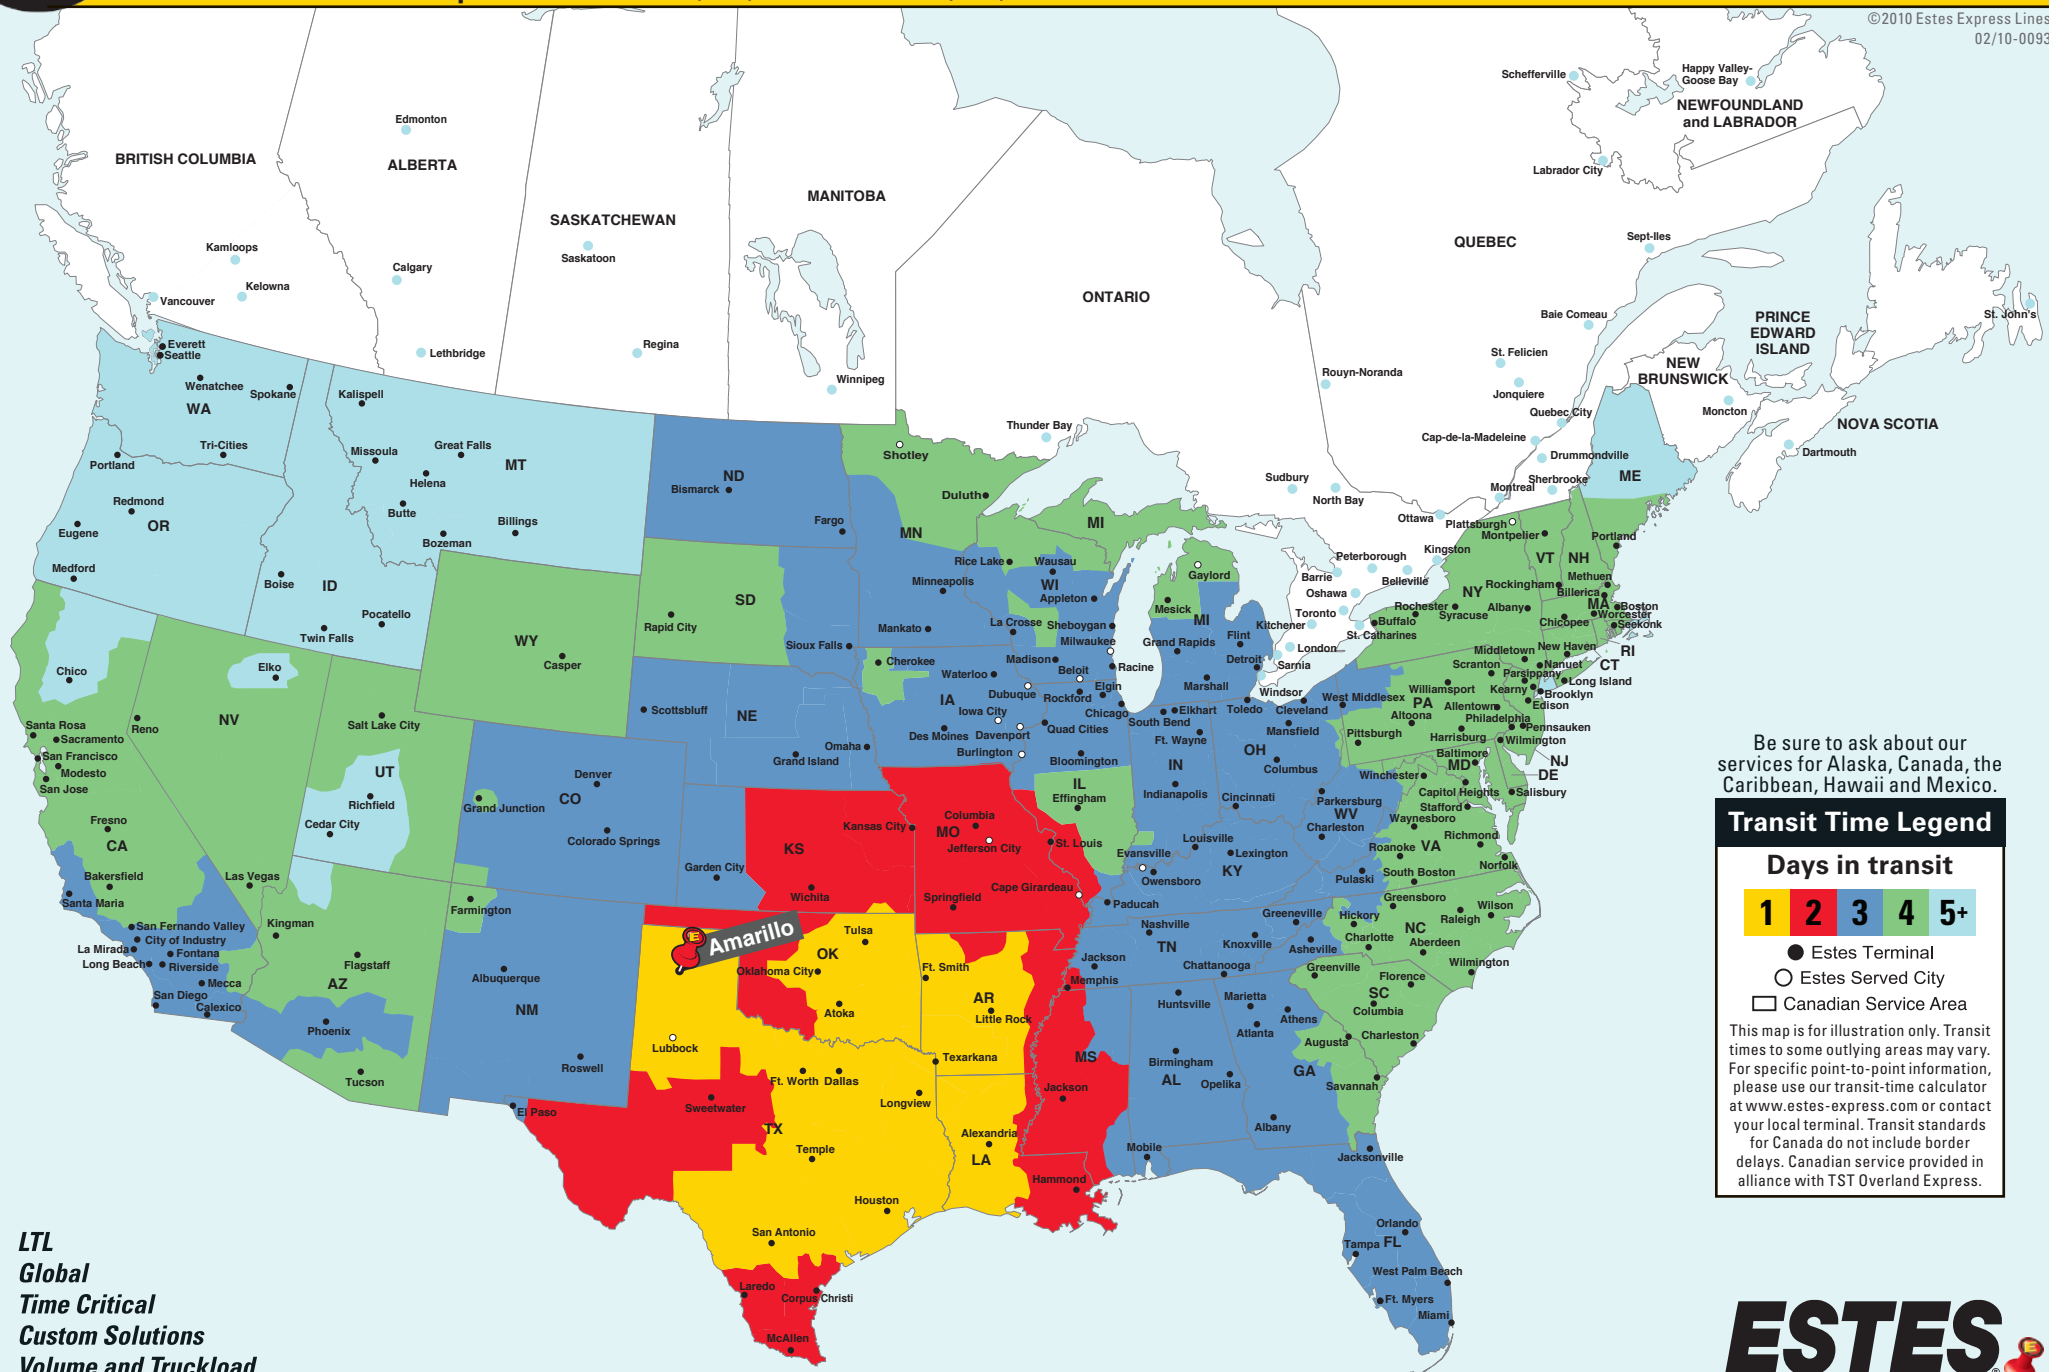 ©2010 Estes Express Lines
02/10-0093
Schefferville
Happy Valley-
Goose Bay
NEWFOUNDLAND
and LABRADOR
Labrador City
Edmonton
BRITISH COLUMBIA
ALBERTA
SASKATCHEWAN
Saskatoon
MANITOBA
Kamloops
Kelowna
Vancouver
Calgary
Lethbridge
Regina
Winnipeg
ONTARIO
QUEBEC
Sept-Iles
Baie Comeau
St. Felicien
Jonquiere
Rouyn-Noranda
Quebec City
Cap-de-la-Madeleine
Drummondville
Sherbrooke
Montreal
Ottawa
PRINCE
EDWARD
ISLAND
NEW
BRUNSWICK
Moncton
NOVA SCOTIA
Dartmouth
St. John's
Thunder Bay
Sudbury
North Bay
Kingston
Peterborough
Belleville
Barrie
Oshawa
Toronto
Kitchener
St. Catharines
London
Sarnia
Windsor
Everett
Seattle
Wenatchee
Spokane
WA
Tri-Cities
Portland
Redmond
OR
Eugene
Medford
Kalispell
Missoula
Great Falls
MT
Helena
Butte
Bozeman
Billings
Boise
ID
Pocatello
Twin Falls
ND
Bismarck
Fargo
SD
Rapid City
Sioux Falls
WY
Casper
Shotley
Duluth
MN
Minneapolis
Mankato
Rice Lake
Wausau
WI
Appleton
La Crosse
Sheboygan
Milwaukee
Madison
Beloit
Racine
MI
Gaylord
Mesick
MI
Grand Rapids
Flint
Detroit
Marshall
Chico
Elko
NV
Reno
Santa Rosa
Sacramento
San Francisco
Modesto
San Jose
Fresno
CA
Bakersfield
Santa Maria
San Fernando Valley
City of Industry
La Mirada
Fontana
Long Beach
Riverside
Mecca
San Diego
Calexico
Las Vegas
Salt Lake City
UT
Richfield
Cedar City
Kingman
Flagstaff
AZ
Phoenix
Tucson
Scottsbluff
NE
Grand Island
Omaha
Denver
CO
Grand Junction
Colorado Springs
Farmington
Albuquerque
NM
Roswell
El Paso
Garden City
KS
Wichita
Kansas City
Cherokee
Waterloo
IA
Dubuque
Iowa City
Des Moines
Davenport
Burlington
Rockford
Elgin
Chicago
Quad Cities
Bloomington
IL
Effingham
Columbia
MO
Jefferson City
St. Louis
Springfield
Cape Girardeau
South Bend
Elkhart
Ft. Wayne
IN
Indianapolis
Evansville
Toledo
Cleveland
Mansfield
OH
Columbus
Cincinnati
Louisville
Lexington
KY
Owensboro
Paducah
Parkersburg
WV
Charleston
Pulaski
West Middlesex
Pittsburgh
PA
Altoona
Williamsport
Allentown
Philadelphia
Harrisburg
Scranton
Plattsburgh
Montpelier
VT
NH
ME
Portland
NY
Rockingham
Methuen
Billerica
MA
Boston
Worcester
Seekonk
Chicopee
Rochester
Syracuse
Albany
Buffalo
Middletown
New Haven
RI
CT
Nanuet
Parsippany
Long Island
Kearny
Brooklyn
Edison
Pennsauken
Wilmington
NJ
DE
Baltimore
MD
Winchester
Capitol Heights
Salisbury
Stafford
Waynesboro
Richmond
Roanoke
VA
Norfolk
South Boston
Greensboro
Wilson
Raleigh
Hickory
NC
Charlotte
Aberdeen
Wilmington
Greenville
Florence
SC
Columbia
Charleston
Nashville
Greeneville
TN
Knoxville
Asheville
Jackson
Chattanooga
Memphis
Huntsville
Marietta
Athens
Atlanta
Augusta
GA
Savannah
Albany
Birmingham
AL
Opelika
Mobile
MS
Jackson
Hammond
Jacksonville
Orlando
Tampa
FL
West Palm Beach
Ft. Myers
Miami
Amarillo
Tulsa
OK
Oklahoma City
Atoka
Ft. Smith
AR
Little Rock
Texarkana
Lubbock
Ft. Worth
Dallas
Longview
Sweetwater
TX
Temple
Alexandria
LA
Houston
San Antonio
Laredo
Corpus Christi
McAllen
Be sure to ask about our
services for Alaska, Canada, the
Caribbean, Hawaii and Mexico.
Transit Time Legend
Days in transit
1 2 3 4 5+
Estes Terminal
Estes Served City
Canadian Service Area
This map is for illustration only. Transit
times to some outlying areas may vary.
For specific point-to-point information,
please use our transit-time calculator
at www.estes-express.com or contact
your local terminal. Transit standards
for Canada do not include border
delays. Canadian service provided in
alliance with TST Overland Express.
LTL
Global
Time Critical
Custom Solutions
Volume and Truckload
ESTES